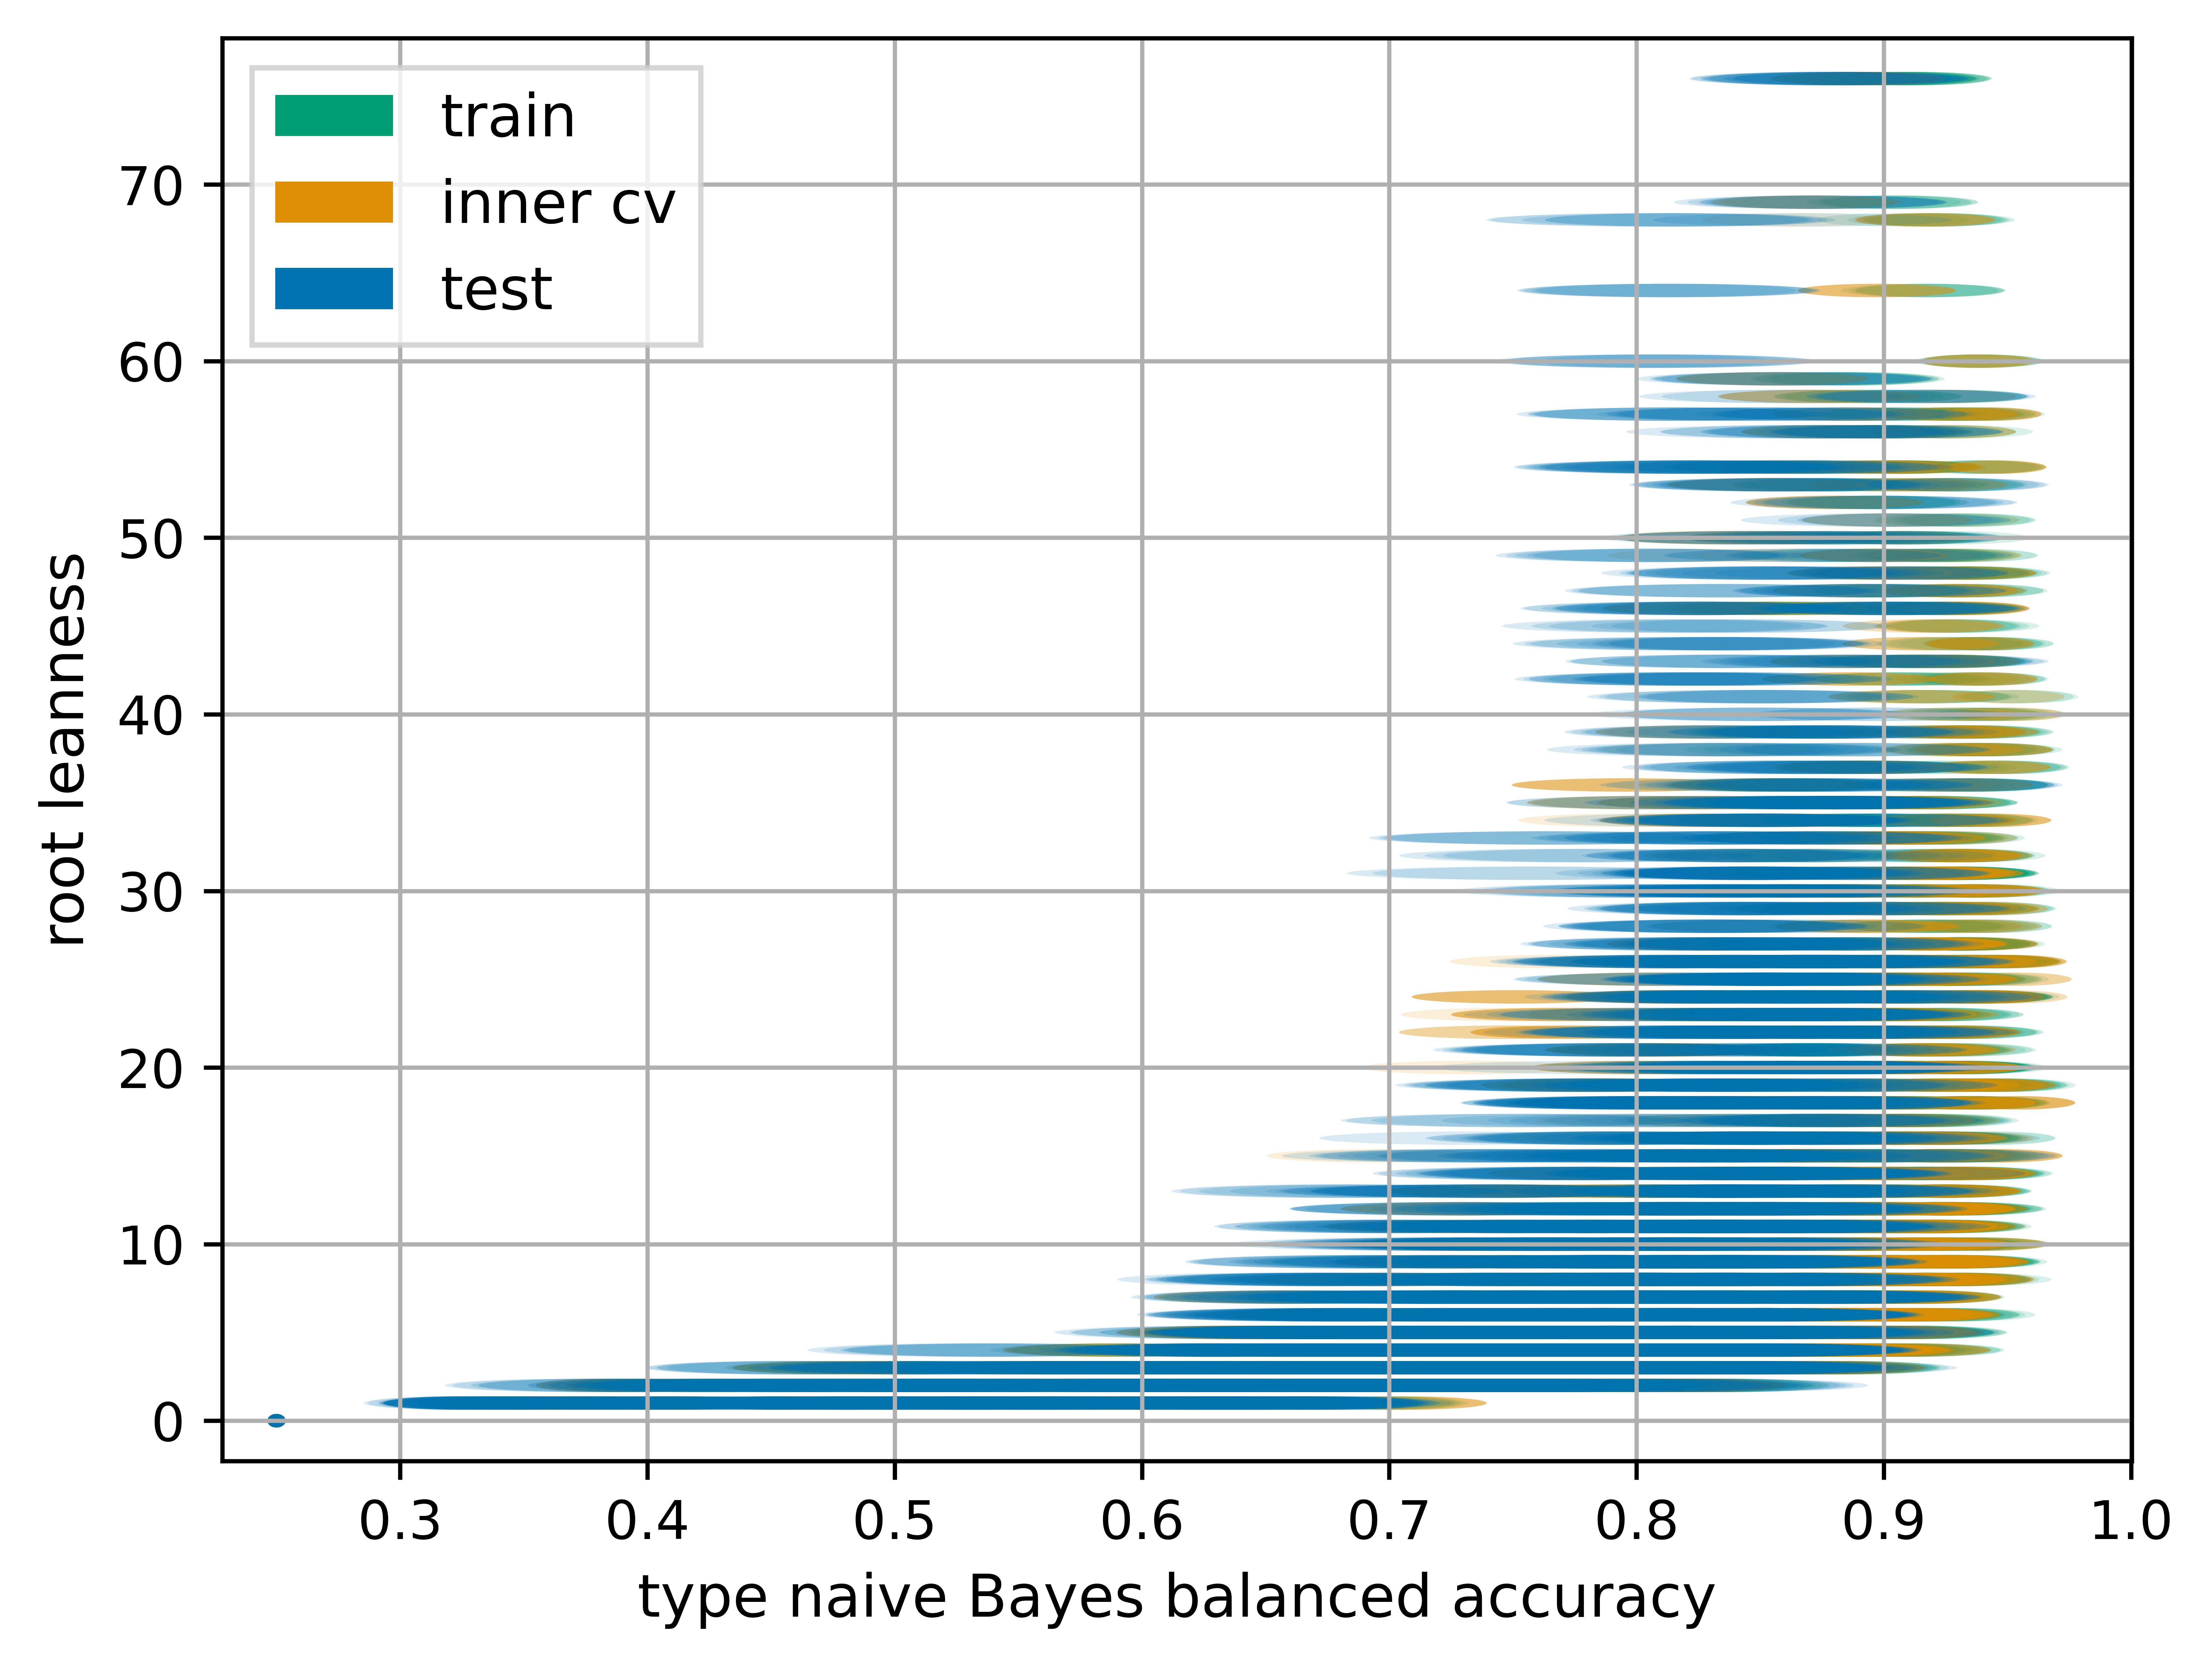 train
inner cv
test
root leanness
70
60
50
40
30
20
10
0
0.3 0.4 0.5 0.6 0.7 0.8 0.9 1.0
type naive Bayes balanced accuracy